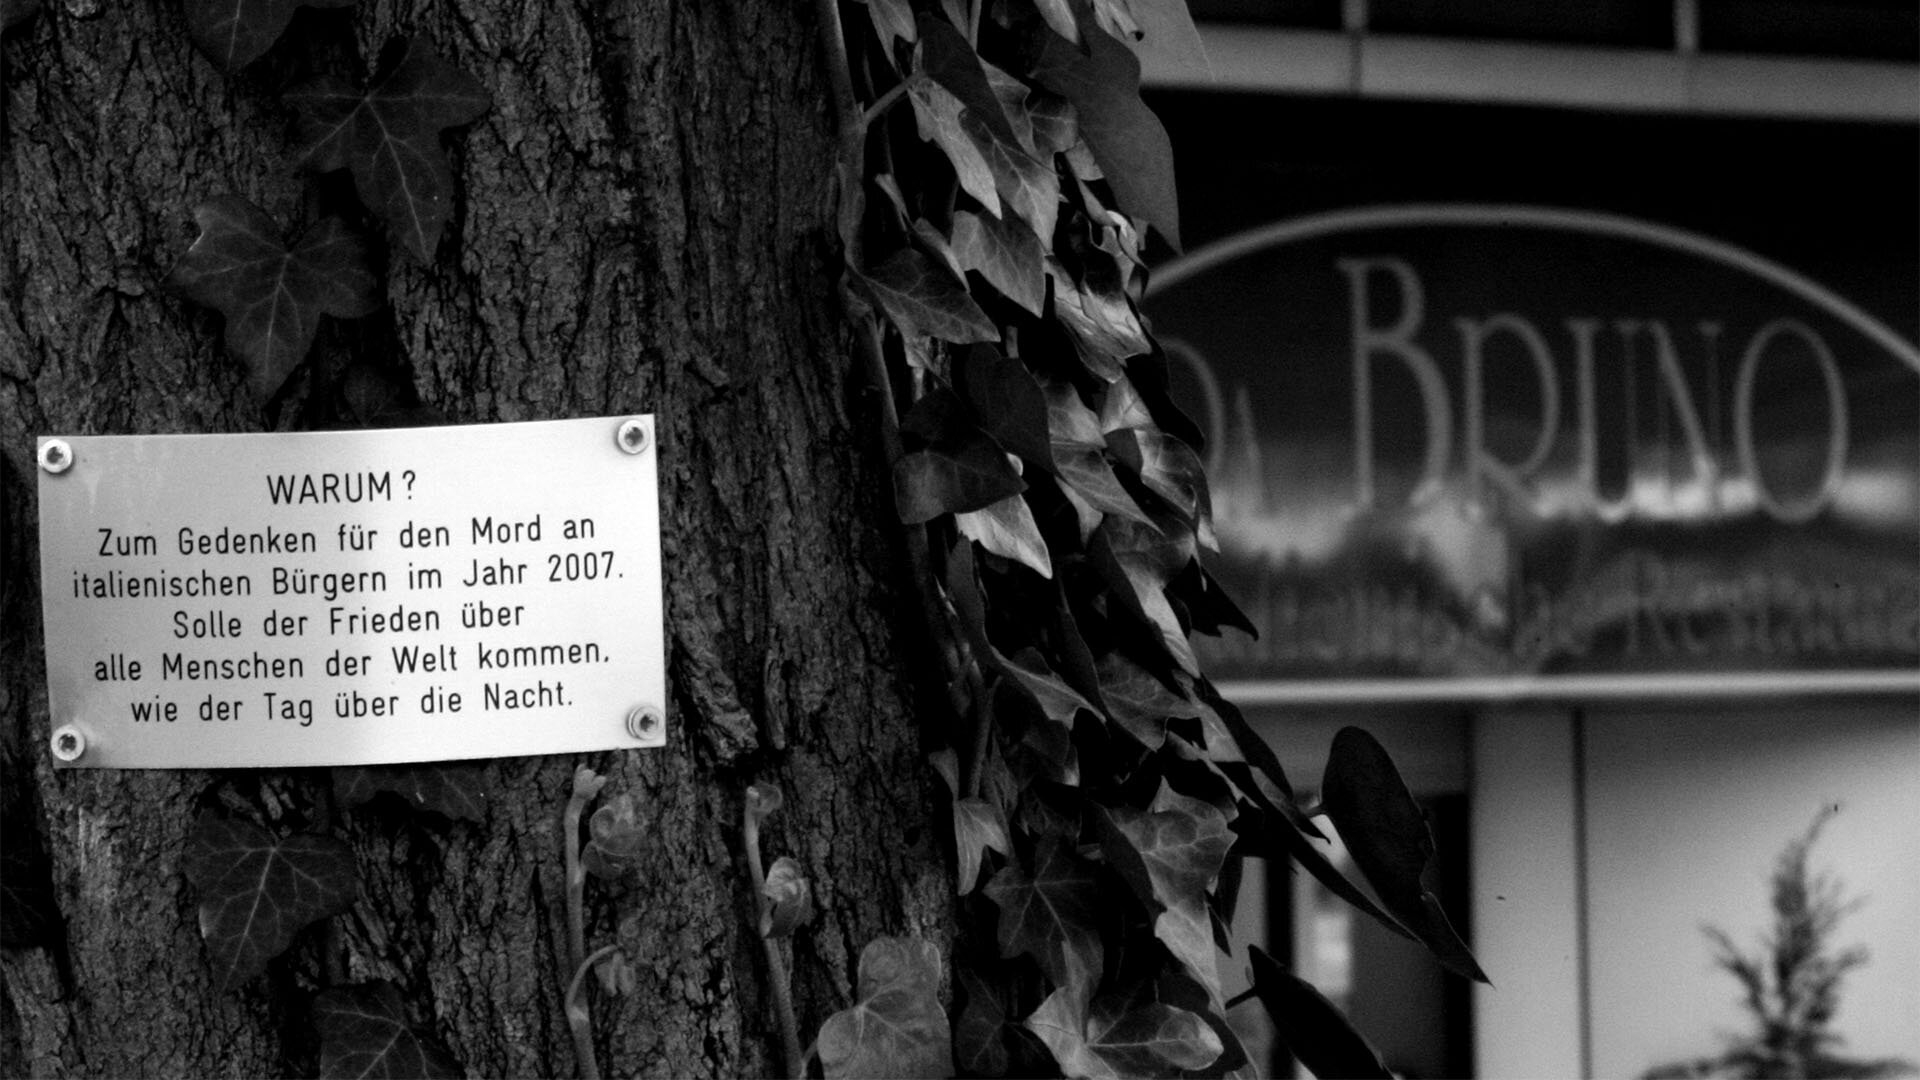 WARUM?
Zum Gedenken für den Mord an
italienischen Bürgern im Jahr 2007.
Solle der Frieden über
alle Menschen der Welt kommen,
wie der Tag über die Nacht.
Da Bruno